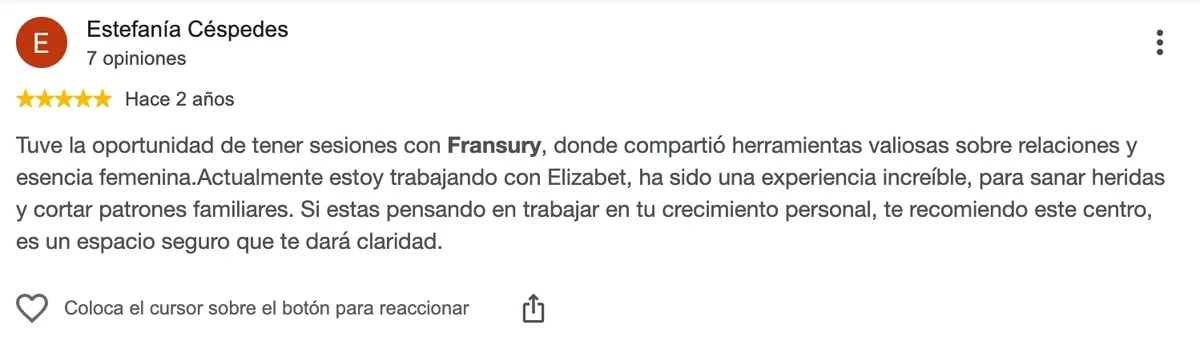 E
Estefanía Céspedes
7 opiniones
Hace 2 años
Tuve la oportunidad de tener sesiones con Fransury, donde compartió herramientas valiosas sobre relaciones y
esencia femenina.Actualmente estoy trabajando con Elizabet, ha sido una experiencia increíble, para sanar heridas
y cortar patrones familiares. Si estas pensando en trabajar en tu crecimiento personal, te recomiendo este centro,
es un espacio seguro que te dará claridad.
Coloca el cursor sobre el botón para reaccionar